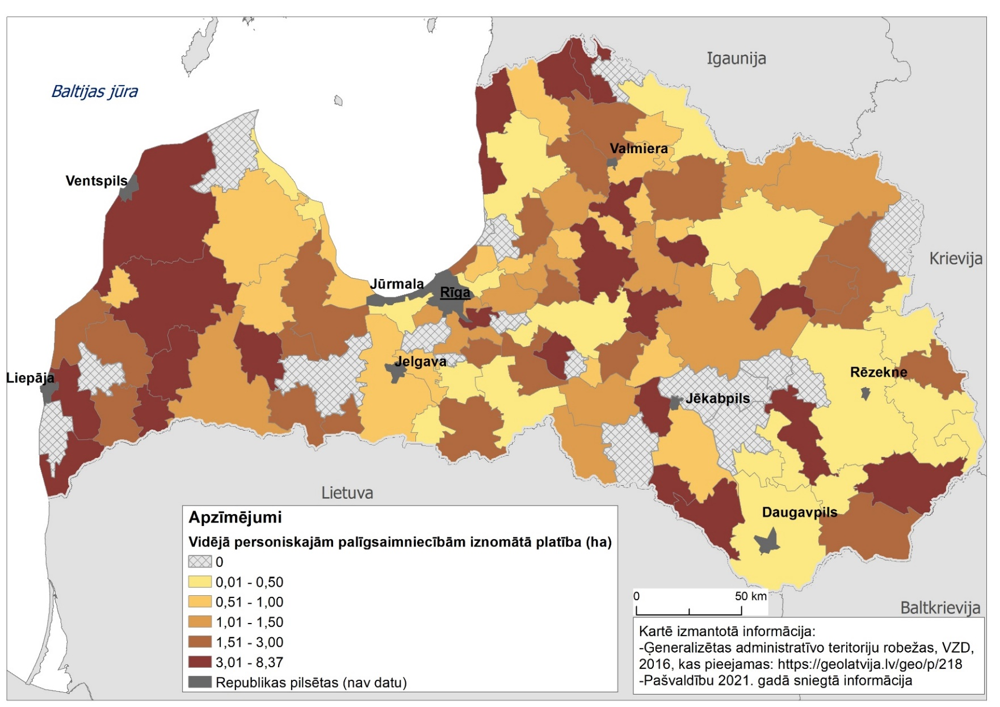 Igaunija
Baltijas jūra
Valmiera
Ventspils
Krievija
Jūrmala
Rīga
Jelgava
Liepāja
Rēzekne
Jēkabpils
Lietuva
Daugavpils
Baltkrievija
Apzīmējumi
Vidējā personiskajām palīgsaimniecībām iznomātā platība (ha)
0
0,01 - 0,50
0,51 - 1,00
1,01 - 1,50
1,51 - 3,00
3,01 - 8,37
Republikas pilsētas (nav datu)
0 50 km
Kartē izmantotā informācija:
-Ģeneralizētas administratīvo teritoriju robežas, VZD,
2016, kas pieejamas: https://geolatvija.lv/geo/p/218
-Pašvaldību 2021. gadā sniegtā informācija